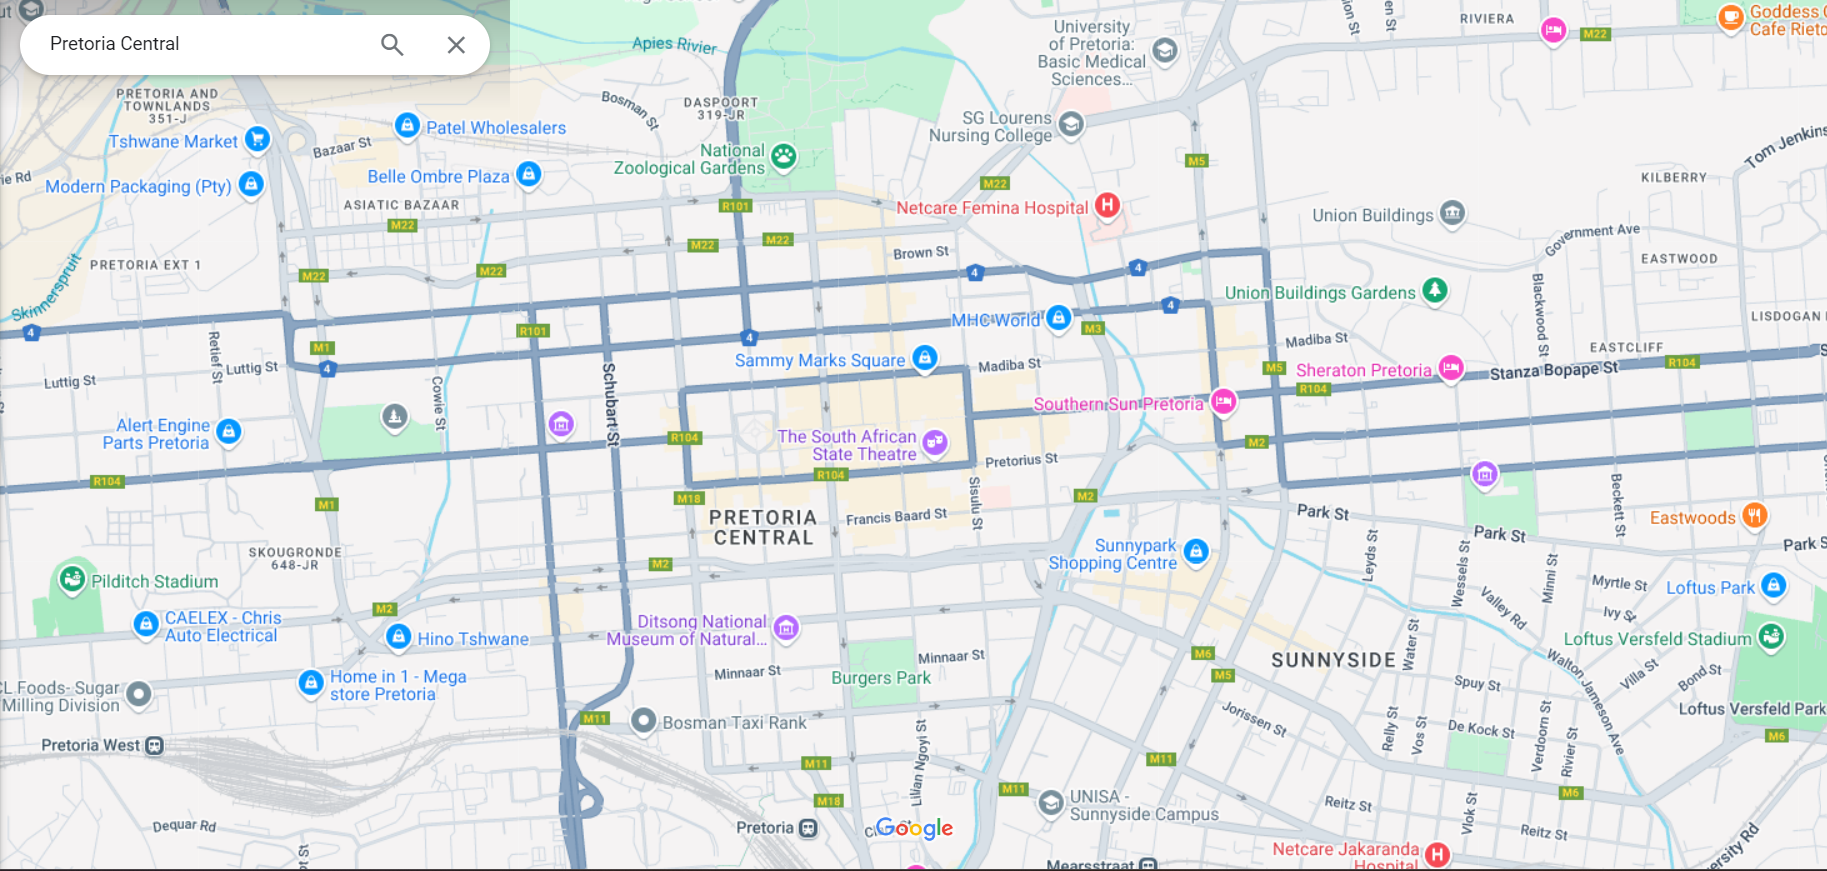 Pretoria Central
Apies Rivier
University
of Pretoria:
Basic Medical
Sciences...
RIVIERA
M22
Goddess
PRETORIA AND
TOWNLANDS
351-J
Tshwane Market
Modern Packaging (Pty)
Bazaar St
Patel Wholesalers
Belle Ombre Plaza
ASIATIC BAZAAR
M22
Bosman St
DASPOORT
319-JR
National
Zoological Gardens
R101
SG Lourens
Nursing College
M22
M5
Netcare Femina Hospital
Union Buildings
KILBERRY
Tom Jenkins
Government Ave
EASTWOOD
PRETORIA EXT 1
Skinnerspruit
M22
M22
M22
M22
Brown St
4
4
Union Buildings Gardens
Blackwood St
LISDOGAN
4
M1
4
R101
4
MHC World
M3
4
Madiba St
EASTCLIFF
R104
Retief St
Luttig St
Luttig St
Cowie St
Schubart St
Sammy Marks Square
Madiba St
M5
Sheraton Pretoria
R104
Stanza Bopape St
Southern Sun Pretoria
Alert Engine
Parts Pretoria
R104
The South African
State Theatre
R104
Pretorius St
M2
R104
M1
M18
PRETORIA
CENTRAL
Francis Baard St
Sisulu St
M2
Park St
Park St
Park S
Beckett St
Eastwoods
SKOUGRONDE
648-JR
M2
Sunnypark
Shopping Centre
Leyds St
Wessels St
Minni St
Myrtle St
Loftus Park
Pilditch Stadium
M2
CAELEX - Chris
Auto Electrical
Hino Tshwane
Ditsong National
Museum of Natural...
Valley Rd
Ivy St
Loftus Versfeld Stadium
Water St
M6
SUNNYSIDE
M5
Home in 1 - Mega
store Pretoria
CL Foods- Sugar
Milling Division
Minnaar St
Minnaar St
Burgers Park
Spuy St
Walton Jameson Ave
Villa St
Bond St
Loftus Versfeld Park
M6
Pretoria West
M11
Bosman Taxi Rank
Jorissen St
Relly St
Vos St
De Kock St
Verdoorn St
Rivier St
M11
M18
Lilian Ngoyi St
M11
M11
M6
UNISA -
Sunnyside Campus
Reitz St
Vlok St
Reitz St
Dequar Rd
Pretoria
Google
Mearsstraat
Netcare Jakaranda
Hospital